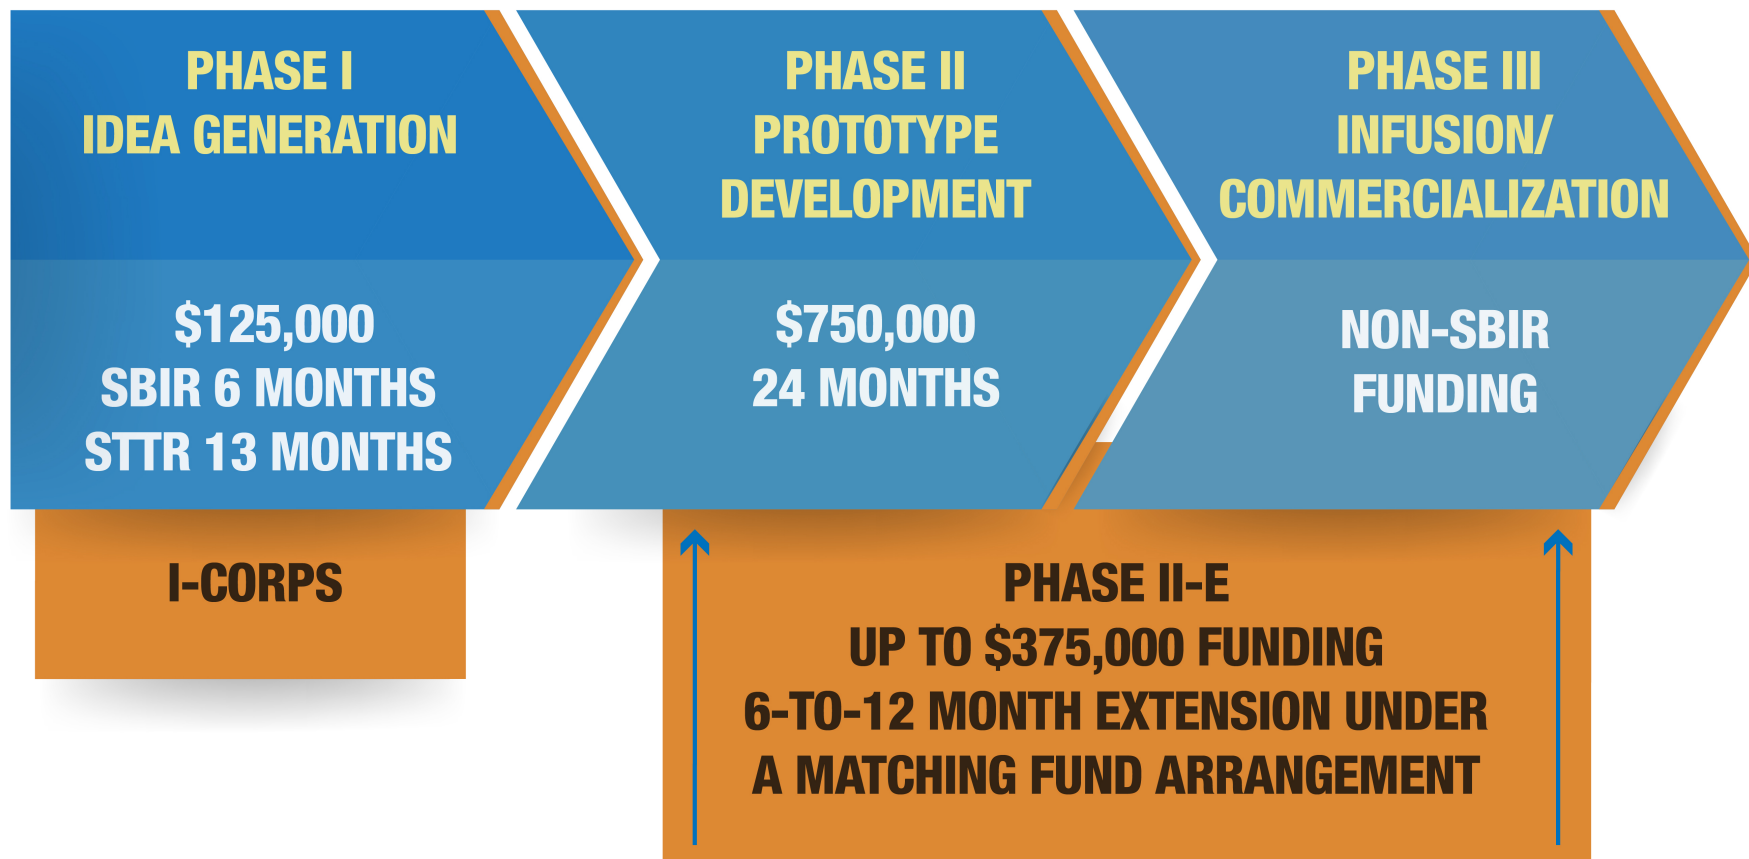 PHASE I
IDEA GENERATION
$125,000
SBIR 6 MONTHS
STTR 13 MONTHS
I-CORPS
PHASE II
PROTOTYPE
DEVELOPMENT
$750,000
24 MONTHS
PHASE III
INFUSION/
COMMERCIALIZATION
NON-SBIR
FUNDING
PHASE II-E
UP TO $375,000 FUNDING
6-TO-12 MONTH EXTENSION UNDER
A MATCHING FUND ARRANGEMENT